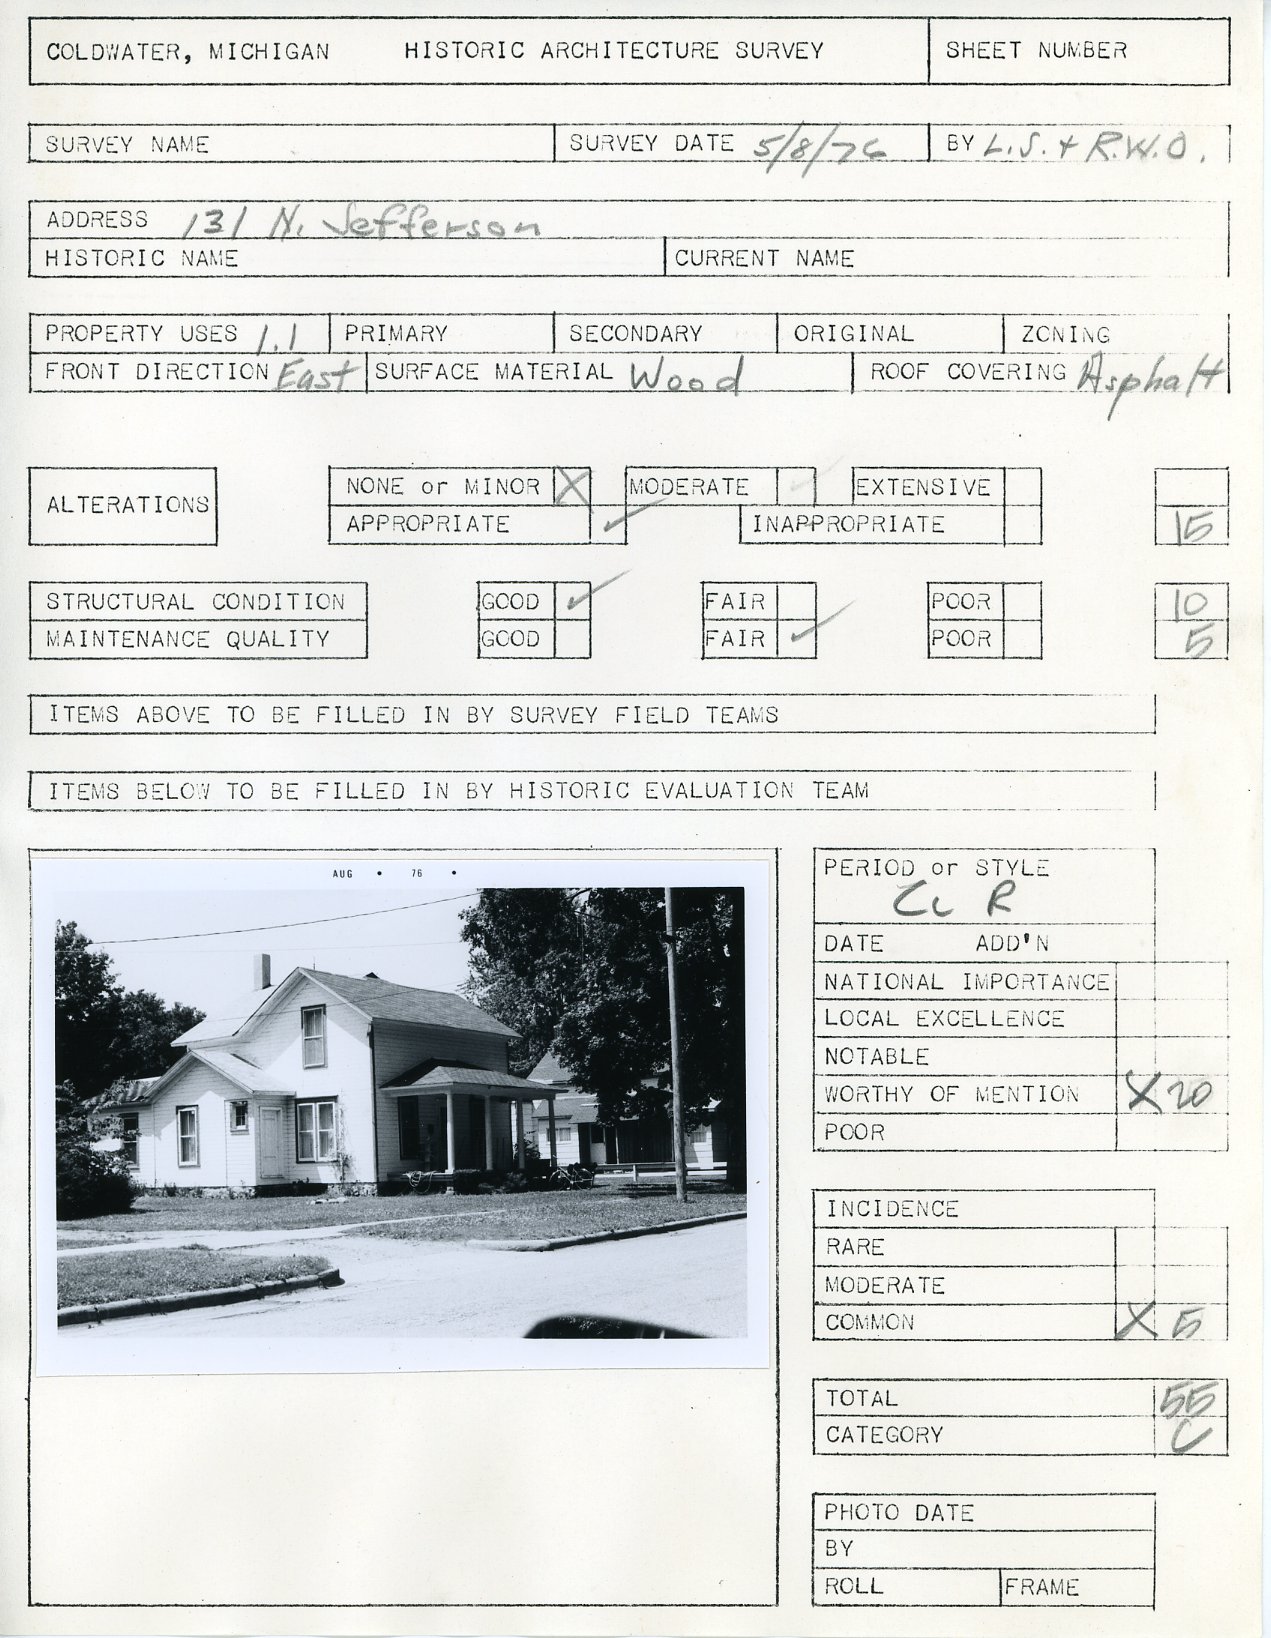 COLDWATER, MICHIGAN HISTORIC ARCHITECTURE SURVEY SHEET NUMBER
SURVEY NAME SURVEY DATE 5/8/76 BY L.S. + R.W.O.
ADDRESS 131 N. Jefferson
HISTORIC NAME CURRENT NAME
PROPERTY USES 1.1 PRIMARY SECONDARY ORIGINAL ZONING
FRONT DIRECTION East SURFACE MATERIAL Wood ROOF COVERING Asphalt
ALTERATIONS
NONE or MINOR X MODERATE ✓ EXTENSIVE
APPROPRIATE ✓ INAPPROPRIATE 15
STRUCTURAL CONDITION GOOD ✓ FAIR POOR 10
MAINTENANCE QUALITY GOOD FAIR ✓ POOR 5
ITEMS ABOVE TO BE FILLED IN BY SURVEY FIELD TEAMS
ITEMS BELOW TO BE FILLED IN BY HISTORIC EVALUATION TEAM
AUG • 76 •
PERIOD or STYLE
R
DATE ADD'N
NATIONAL IMPORTANCE
LOCAL EXCELLENCE
NOTABLE
WORTHY OF MENTION X 20
POOR
INCIDENCE
RARE
MODERATE
COMMON X 5
TOTAL 55
CATEGORY C
PHOTO DATE
BY
ROLL FRAME